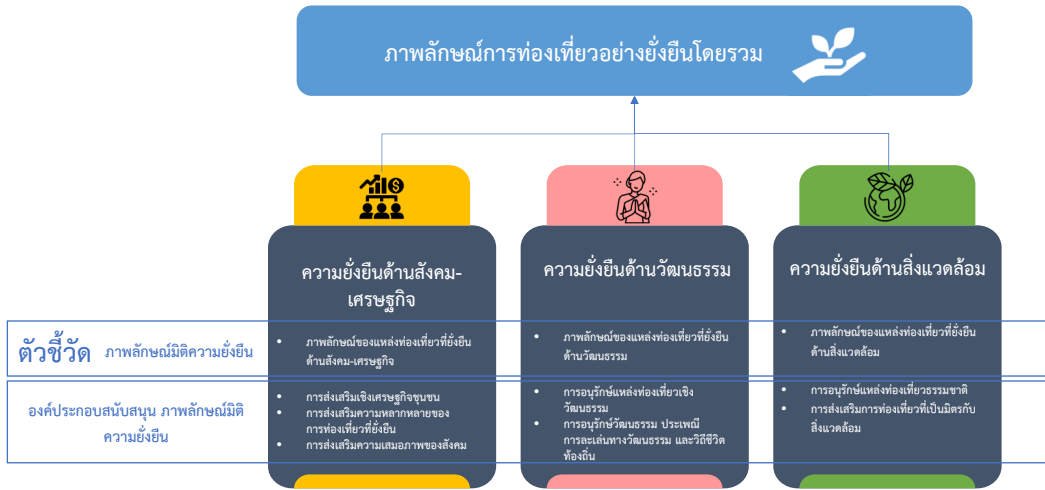 ภาพลักษณ์การท่องเที่ยวอย่างยั่งยืนโดยรวม
ความยั่งยืนด้านสังคม-
เศรษฐกิจ
ความยั่งยืนด้านวัฒนธรรม
ความยั่งยืนด้านสิ่งแวดล้อม
ตัวชี้วัด ภาพลักษณ์มิติความยั่งยืน
• ภาพลักษณ์ของแหล่งท่องเที่ยวที่ยั่งยืน
ด้านสังคม-เศรษฐกิจ
• ภาพลักษณ์ของแหล่งท่องเที่ยวที่ยั่งยืน
ด้านวัฒนธรรม
• ภาพลักษณ์ของแหล่งท่องเที่ยวที่ยั่งยืน
ด้านสิ่งแวดล้อม
องค์ประกอบสนับสนุน ภาพลักษณ์มิติ
ความยั่งยืน
• การส่งเสริมเชิงเศรษฐกิจชุมชน
• การส่งเสริมความหลากหลายของ
การท่องเที่ยวที่ยั่งยืน
• การส่งเสริมความเสมอภาพของสังคม
• การอนุรักษ์แหล่งท่องเที่ยวเชิง
วัฒนธรรม
• การอนุรักษ์วัฒนธรรม ประเพณี
การละเล่นทางวัฒนธรรม และวิถีชีวิต
ท้องถิ่น
• การอนุรักษ์แหล่งท่องเที่ยวธรรมชาติ
• การส่งเสริมการท่องเที่ยวที่เป็นมิตรกับ
สิ่งแวดล้อม